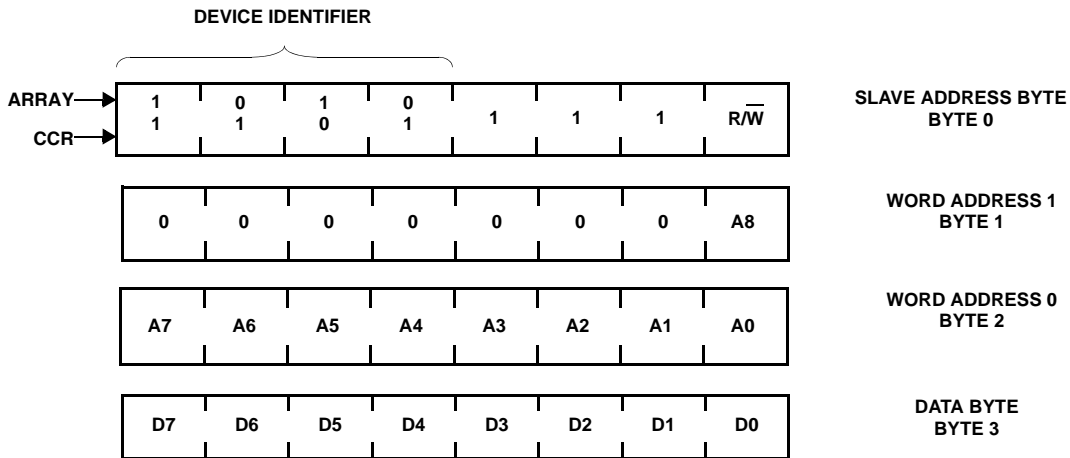 DEVICE IDENTIFIER
ARRAY 1 0 1 0
CCR 1 1 0 1 1 1 1 R/W̅
SLAVE ADDRESS BYTE
BYTE 0
0 0 0 0 0 0 0 A8
WORD ADDRESS 1
BYTE 1
A7 A6 A5 A4 A3 A2 A1 A0
WORD ADDRESS 0
BYTE 2
D7 D6 D5 D4 D3 D2 D1 D0
DATA BYTE
BYTE 3